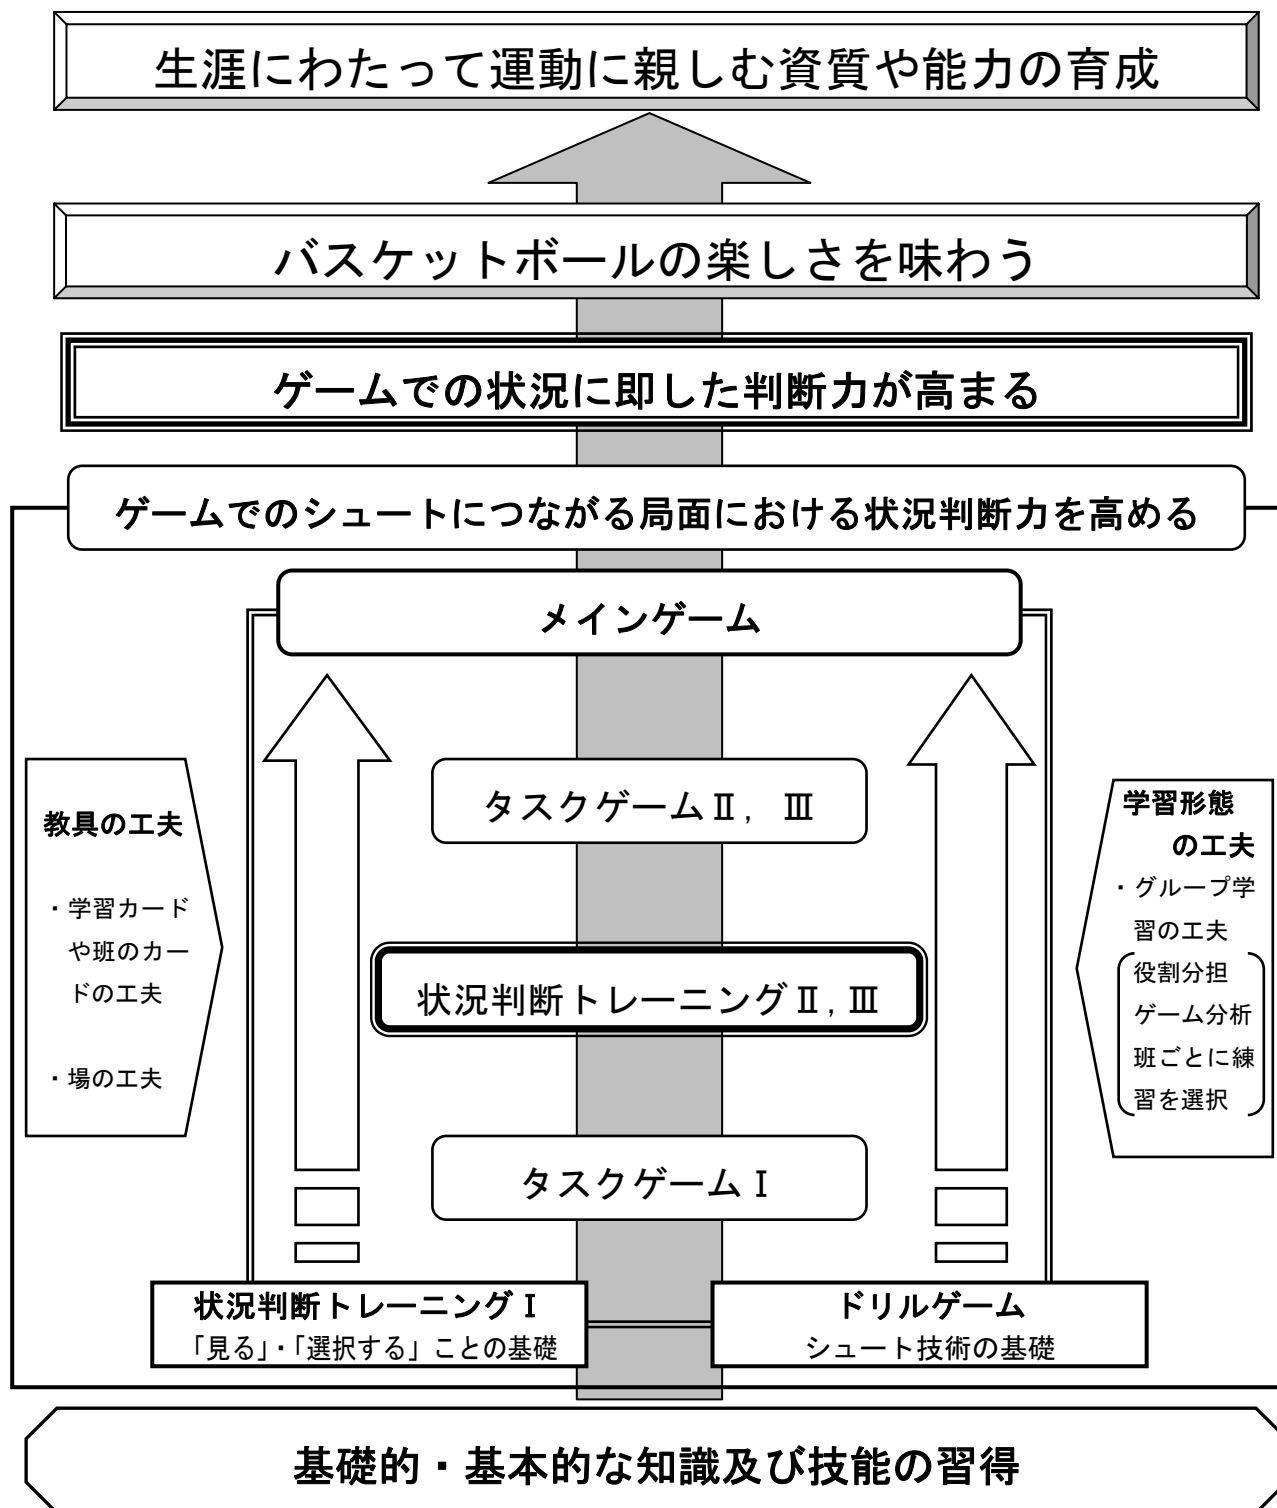 生涯にわたって運動に親しむ資質や能力の育成
バスケットボールの楽しさを味わう
ゲームでの状況に即した判断力が高まる
ゲームでのシュートにつながる局面における状況判断力を高める
メインゲーム
タスクゲームⅡ, Ⅲ
教具の工夫
・学習カード
や班のカー
ドの工夫
・場の工夫
学習形態
の工夫
・グループ学
習の工夫
役割分担
ゲーム分析
班ごとに練
習を選択
状況判断トレーニングⅡ,Ⅲ
タスクゲームⅠ
状況判断トレーニングⅠ
「見る」・「選択する」ことの基礎
ドリルゲーム
シュート技術の基礎
基礎的・基本的な知識及び技能の習得